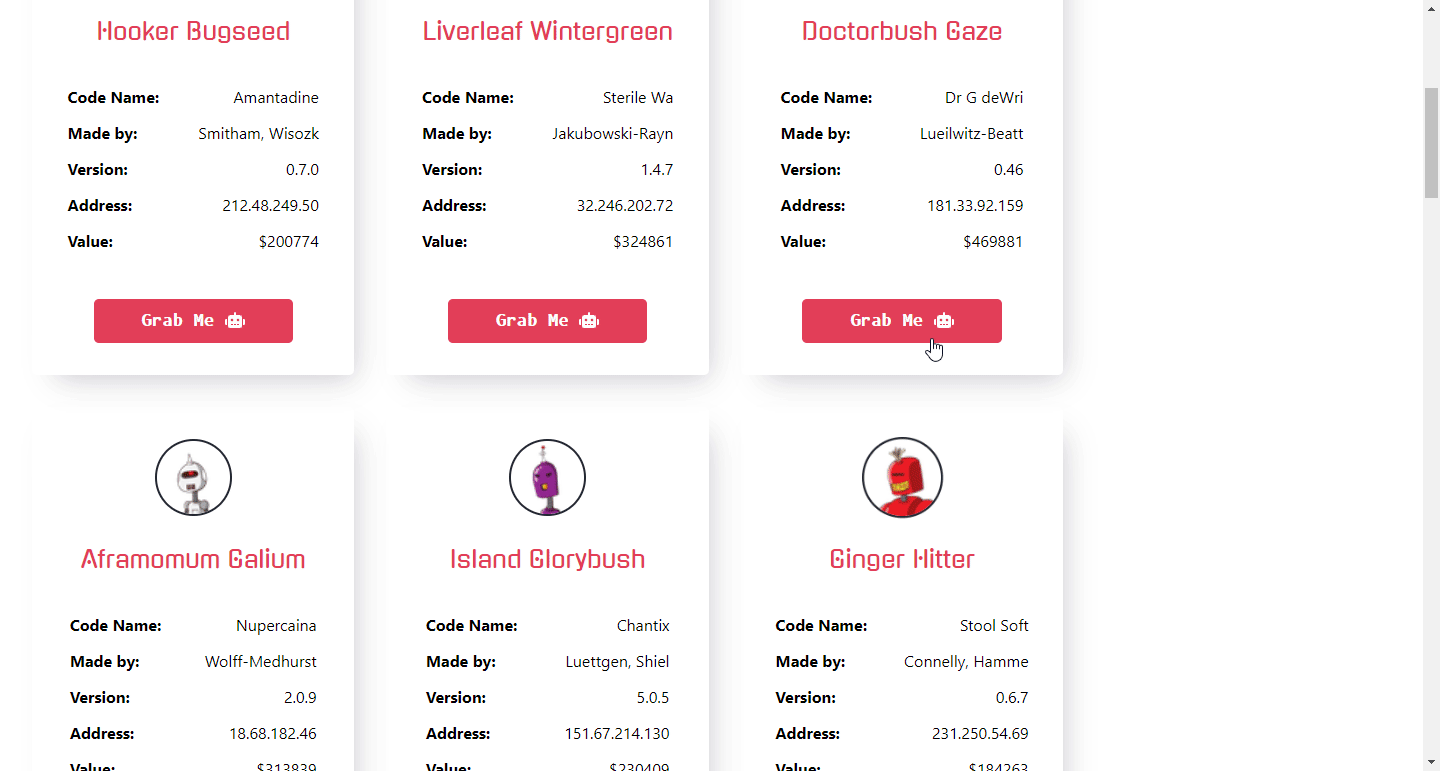 Hooker Bugseed
Code Name: Amantadine
Made by: Smitham, Wisozk
Version: 0.7.0
Address: 212.48.249.50
Value: $200774
Grab Me
Liverleaf Wintergreen
Code Name: Sterile Wa
Made by: Jakubowski-Rayn
Version: 1.4.7
Address: 32.246.202.72
Value: $324861
Grab Me
Doctorbush Gaze
Code Name: Dr G deWri
Made by: Lueilwitz-Beatt
Version: 0.46
Address: 181.33.92.159
Value: $469881
Grab Me
Aframomum Galium
Code Name: Nupercaina
Made by: Wolff-Medhurst
Version: 2.0.9
Address: 18.68.182.46
Value: $313839
Island Glorybush
Code Name: Chantix
Made by: Luettgen, Shiel
Version: 5.0.5
Address: 151.67.214.130
Value: $230409
Ginger Hitter
Code Name: Stool Soft
Made by: Connelly, Hamme
Version: 0.6.7
Address: 231.250.54.69
Value: $184263